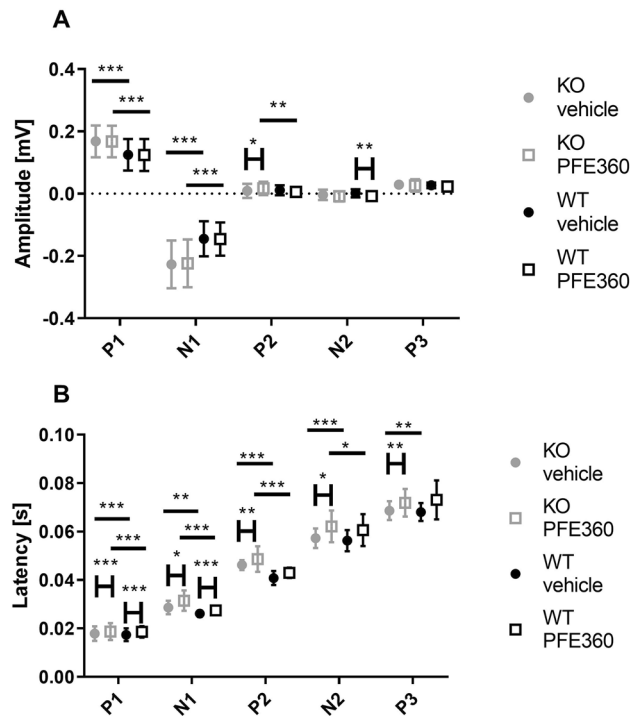 A
0.4
0.2
0.0
-0.2
-0.4
Amplitude [mV]
***
***
***
***
*
**
**
P1
N1
P2
N2
P3
KO
vehicle
KO
PFE360
WT
vehicle
WT
PFE360
B
0.10
0.08
0.06
0.04
0.02
0.00
Latency [s]
***
***
***
***
**
***
*
***
***
***
**
***
*
*
**
**
P1
N1
P2
N2
P3
KO
vehicle
KO
PFE360
WT
vehicle
WT
PFE360